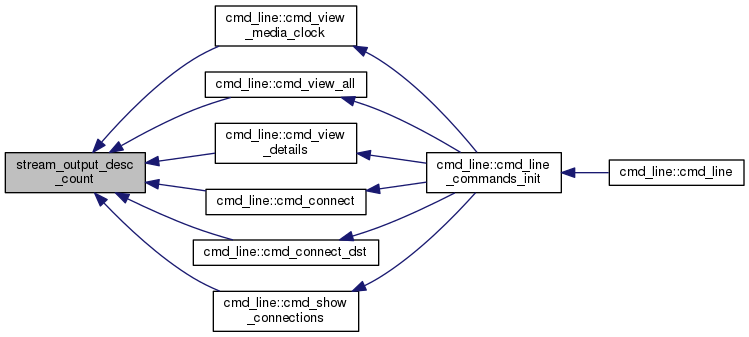 stream_output_desc
_count
cmd_line::cmd_view
_media_clock
cmd_line::cmd_view_all
cmd_line::cmd_view
_details
cmd_line::cmd_connect
cmd_line::cmd_connect_dst
cmd_line::cmd_show
_connections
cmd_line::cmd_line
_commands_init
cmd_line::cmd_line